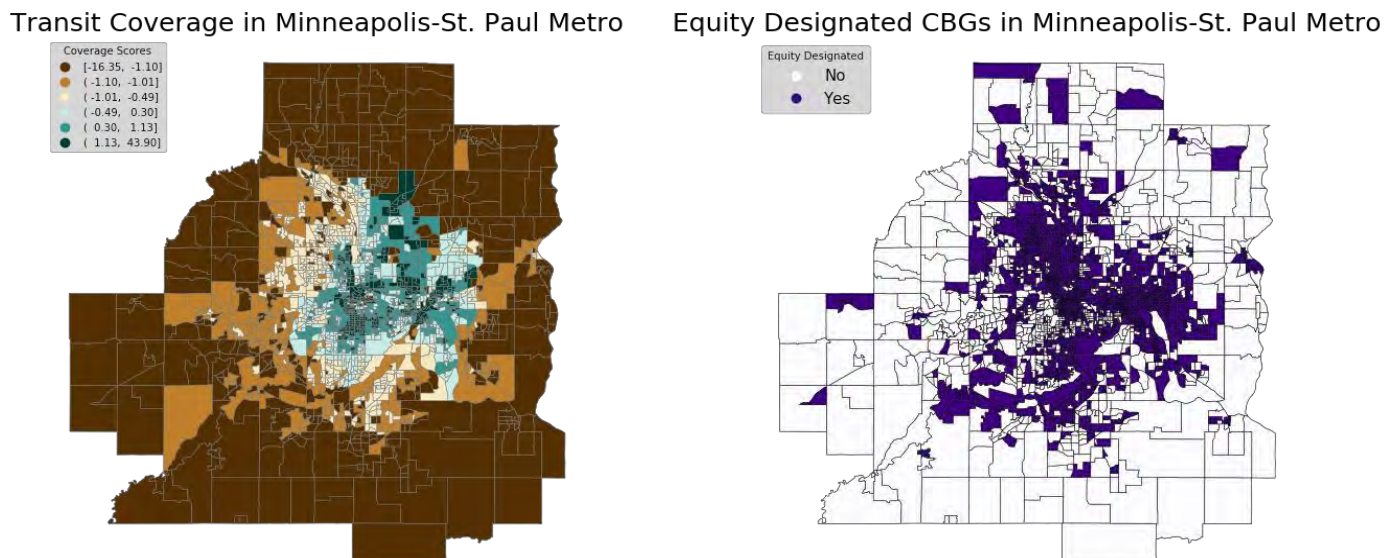 Transit Coverage in Minneapolis-St. Paul Metro
Coverage Scores
[-16.35, -1.10]
( -1.10, -1.01]
( -1.01, -0.49]
( -0.49, 0.30]
( 0.30, 1.13]
( 1.13, 43.90]
Equity Designated CBGs in Minneapolis-St. Paul Metro
Equity Designated
No
Yes